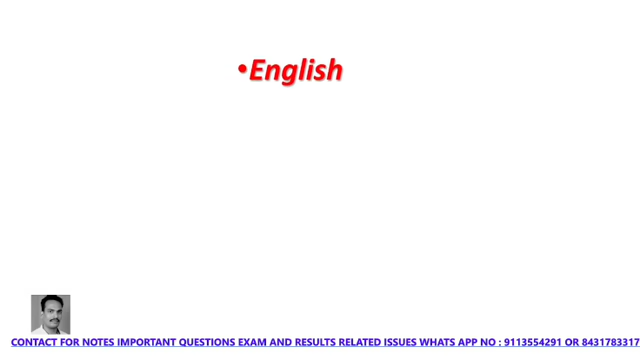 •English
CONTACT FOR NOTES IMPORTANT QUESTIONS EXAM AND RESULTS RELATED ISSUES WHATS APP NO : 9113554291 OR 8431783317